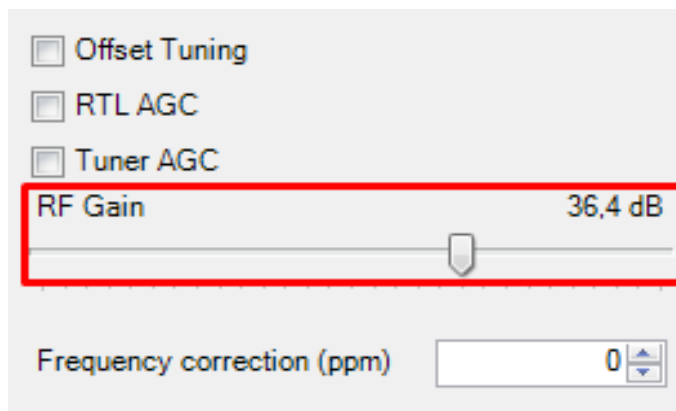 Offset Tuning
RTL AGC
Tuner AGC
RF Gain 36,4 dB
Frequency correction (ppm) 0